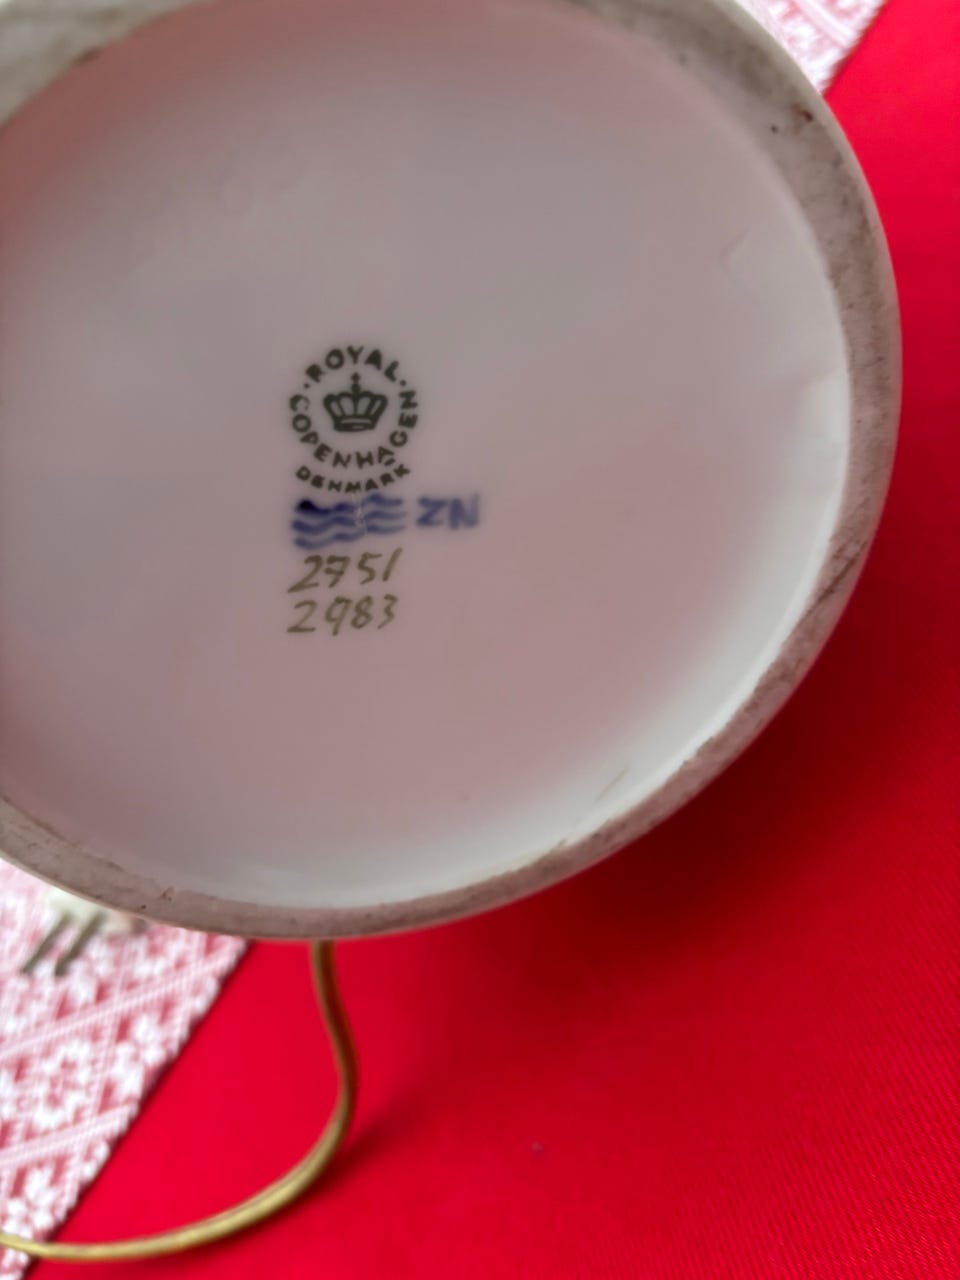 ROYAL
COPENHAGEN
DENMARK
ZN
2751
2983